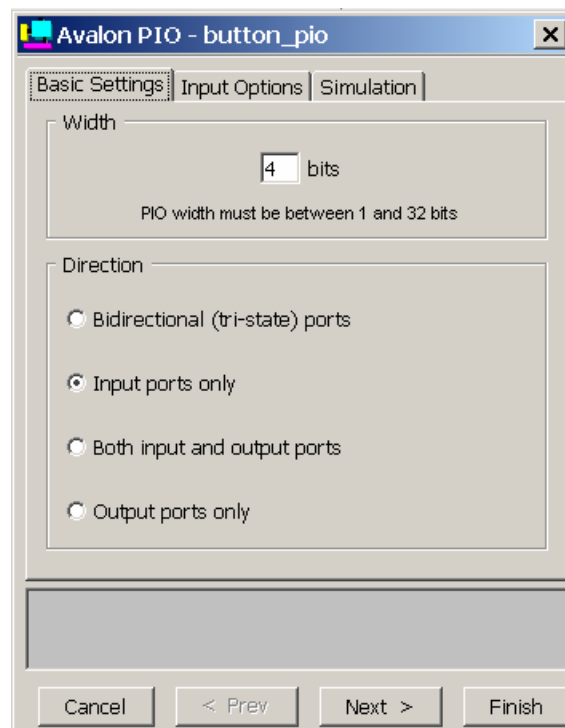 Avalon PIO - button_pio
Basic Settings Input Options Simulation
Width
4 bits
PIO width must be between 1 and 32 bits
Direction
Bidirectional (tri-state) ports
Input ports only
Both input and output ports
Output ports only
Cancel < Prev Next > Finish